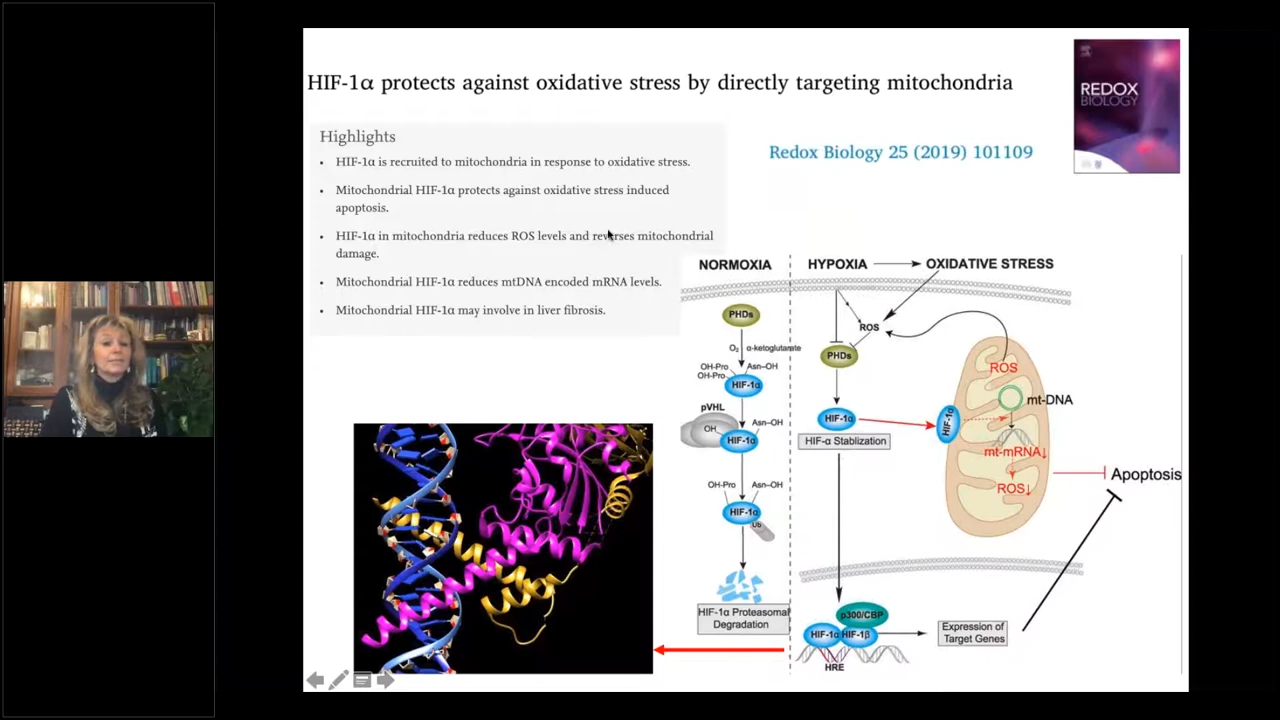 HIF-1α protects against oxidative stress by directly targeting mitochondria
REDOX
BIOLOGY
Redox Biology 25 (2019) 101109
Highlights
• HIF-1α is recruited to mitochondria in response to oxidative stress.
• Mitochondrial HIF-1α protects against oxidative stress induced
apoptosis.
• HIF-1α in mitochondria reduces ROS levels and reverses mitochondrial
damage.
• Mitochondrial HIF-1α reduces mtDNA encoded mRNA levels.
• Mitochondrial HIF-1α may involve in liver fibrosis.
NORMOXIA
PHDs
O2 α-ketoglutarate
OH-Pro Asn-OH
OH-Pro
HIF-1α
pVHL
Asn-OH
OH
HIF-1α
OH-Pro Asn-OH
HIF-1α
Ub
HIF-1α Proteasomal
Degradation
HYPOXIA
OXIDATIVE STRESS
ROS
PHDs
HIF-1α
HIF-α Stablization
HIF-1α
ROS
mt-DNA
mt-mRNA↓
ROS↓
Apoptosis
p300/CBP
HIF-1α HIF-1β
HRE
Expression of
Target Genes